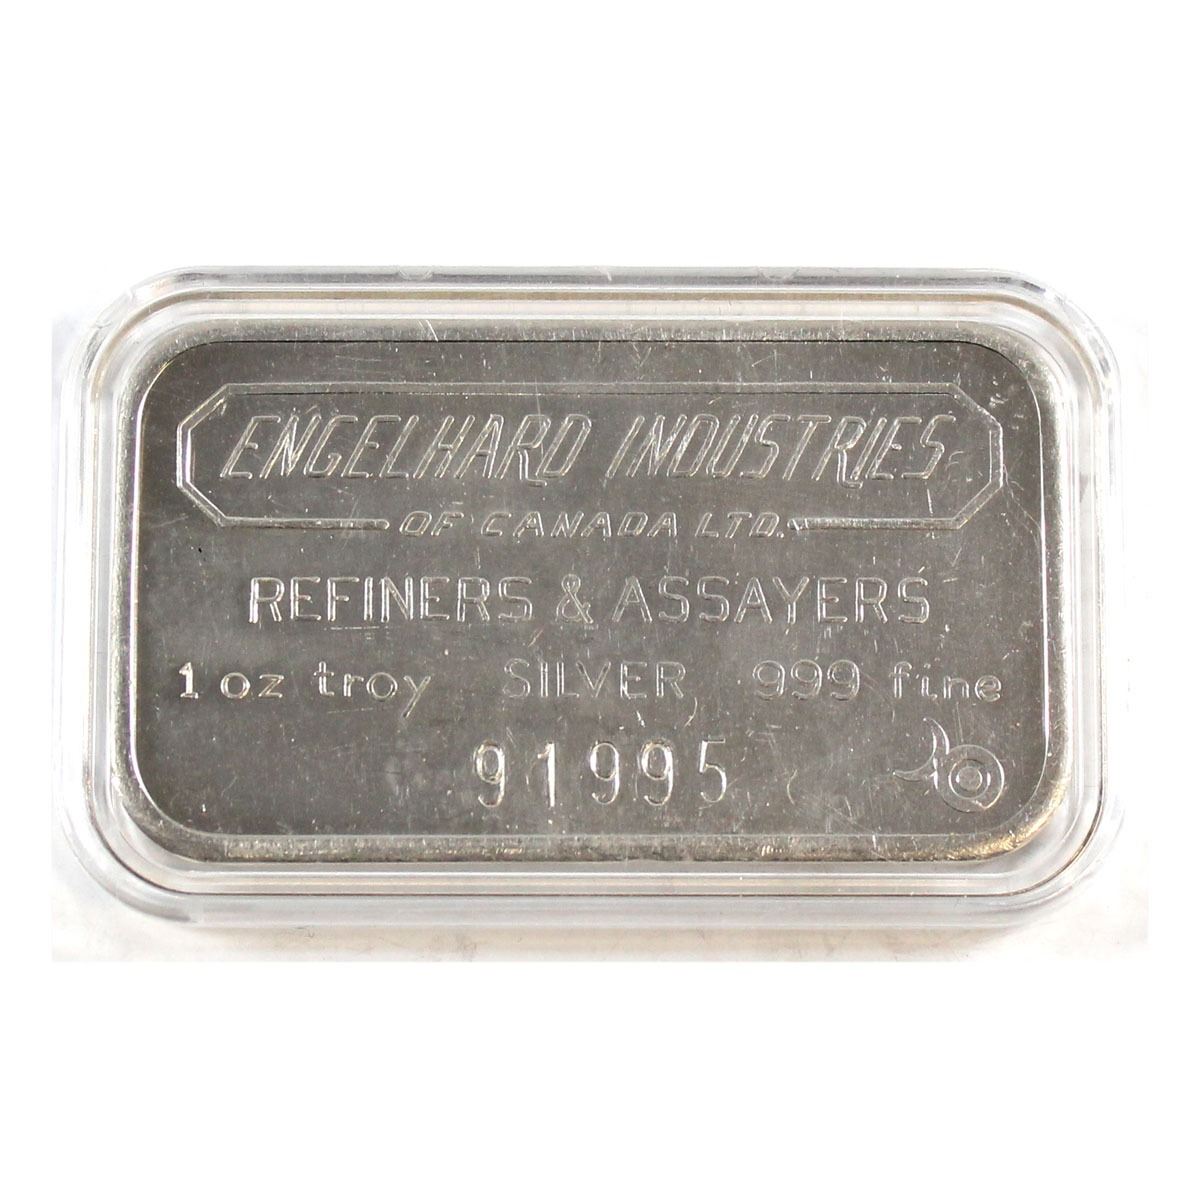 ENGELHARD INDUSTRIES
OF CANADA LTD.
REFINERS & ASSAYERS
1 oz troy SILVER 999 fine
91995